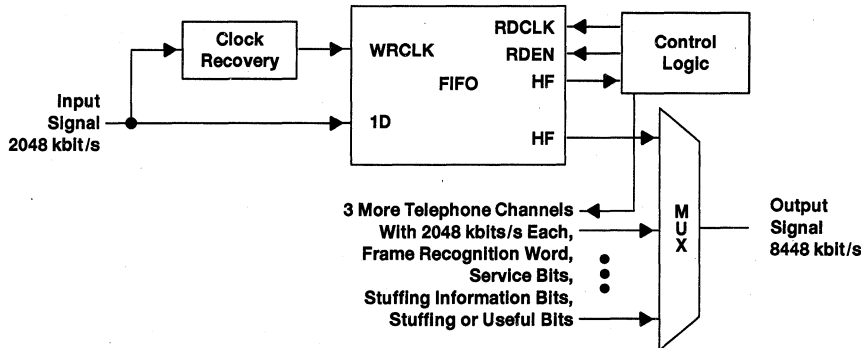 Clock
Recovery
WRCLK
FIFO
1D
RDCLK
RDEN
HF
HF
Control
Logic
Input
Signal
2048 kbit/s
3 More Telephone Channels
With 2048 kbits/s Each,
Frame Recognition Word,
Service Bits,
Stuffing Information Bits,
Stuffing or Useful Bits
M
U
X
Output
Signal
8448 kbit/s